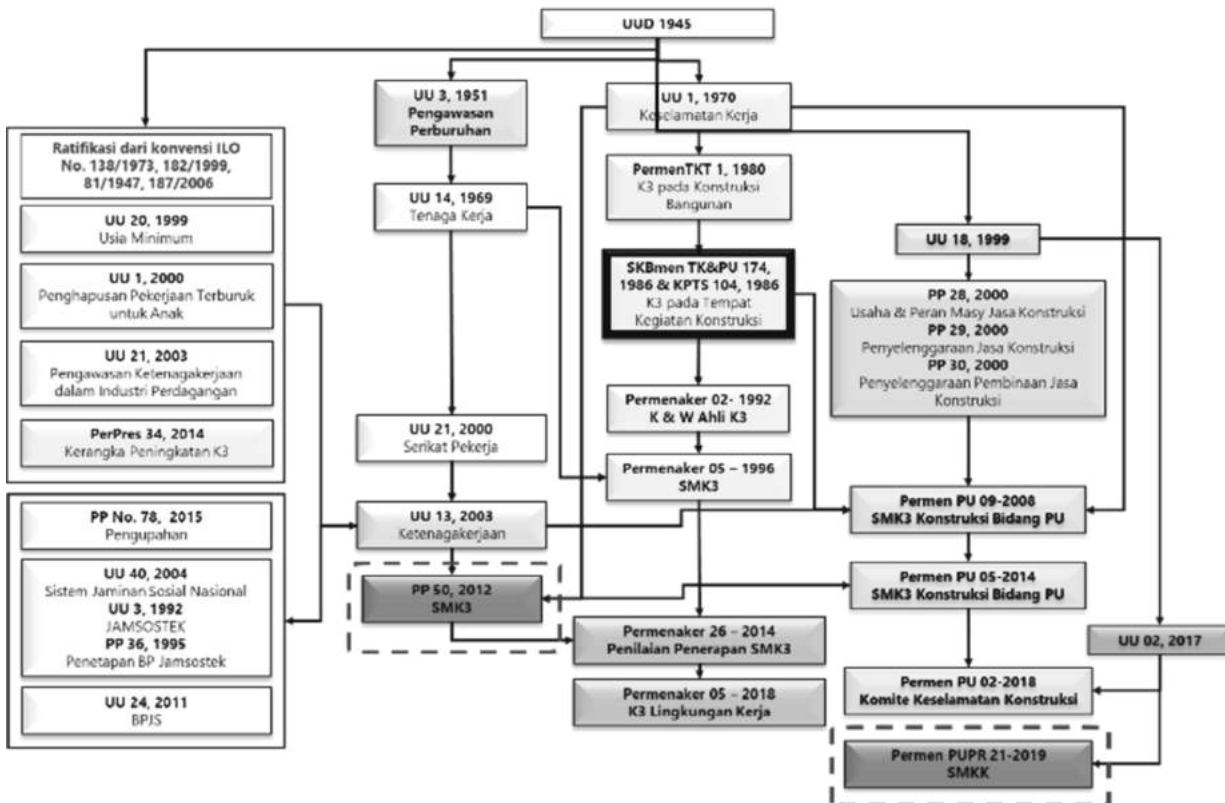 UUD 1945
Ratifikasi dari konvensi ILO
No. 138/1973, 182/1999,
81/1947, 187/2006
UU 20, 1999
Usia Minimum
UU 1, 2000
Penghapusan Pekerjaan Terburuk
untuk Anak
UU 21, 2003
Pengawasan Ketenagakerjaan
dalam Industri Perdagangan
PerPres 34, 2014
Kerangka Peningkatan K3
PP No. 78, 2015
Pengupahan
UU 40, 2004
Sistem Jaminan Sosial Nasional
UU 3, 1992
JAMSOSTEK
PP 36, 1995
Penetapan BP Jamsostek
UU 24, 2011
BPJS
UU 3, 1951
Pengawasan
Perburuhan
UU 14, 1969
Tenaga Kerja
UU 21, 2000
Serikat Pekerja
UU 13, 2003
Ketenagakerjaan
PP 50, 2012
SMK3
UU 1, 1970
Keselamatan Kerja
PermenTKT 1, 1980
K3 pada Konstruksi
Bangunan
SKBmen TK&PU 174,
1986 & KPTS 104, 1986
K3 pada Tempat
Kegiatan Konstruksi
Permenaker 02- 1992
K & W Ahli K3
Permenaker 05 – 1996
SMK3
Permenaker 26 – 2014
Penilaian Penerapan SMK3
Permenaker 05 – 2018
K3 Lingkungan Kerja
UU 18, 1999
PP 28, 2000
Usaha & Peran Masy Jasa Konstruksi
PP 29, 2000
Penyelenggaraan Jasa Konstruksi
PP 30, 2000
Penyelenggaraan Pembinaan Jasa
Konstruksi
Permen PU 09-2008
SMK3 Konstruksi Bidang PU
Permen PU 05-2014
SMK3 Konstruksi Bidang PU
UU 02, 2017
Permen PU 02-2018
Komite Keselamatan Konstruksi
Permen PUPR 21-2019
SMKK